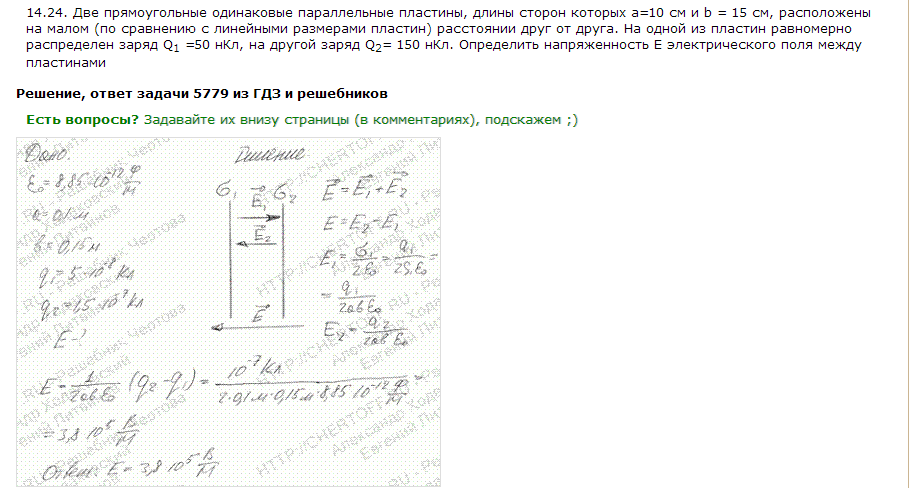 14.24. Две прямоугольные одинаковые параллельные пластины, длины сторон которых a=10 см и b = 15 см, расположены
на малом (по сравнению с линейными размерами пластин) расстоянии друг от друга. На одной из пластин равномерно
распределен заряд Q₁ =50 нКл, на другой заряд Q₂= 150 нКл. Определить напряженность Е электрического поля между
пластинами
Решение, ответ задачи 5779 из ГДЗ и решебников
Есть вопросы? Задавайте их внизу страницы (в комментариях), подскажем ;)
Дано: Решение
ε₀ = 8,85·10⁻¹² Ф/м
a = 0,1 м
b = 0,15 м
q₁ = 5·10⁻⁸ Кл
q₂ = 1,5·10⁻⁷ Кл
E - ?
σ₁ E₁ σ₂
E₂
E
E = E₁ + E₂
E = E₂ - E₁
E₁ = σ₁/2ε₀ = q₁/2S·ε₀ =
= q₁/2abε₀
E₂ = q₂/2abε₀
E = 1/2abε₀ (q₂ - q₁) = 10⁻⁷ Кл/2·0,1м·0,15м·8,85·10⁻¹² Ф/м =
= 3,8·10⁵ В/м
Ответ: E = 3,8·10⁵ В/м